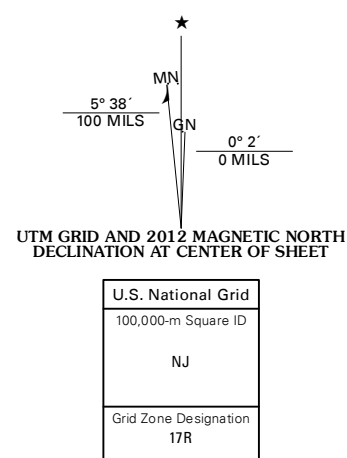 ★
MN
5° 38´
100 MILS
GN
0° 2´
0 MILS
UTM GRID AND 2012 MAGNETIC NORTH
DECLINATION AT CENTER OF SHEET
U.S. National Grid
100,000-m Square ID
NJ
Grid Zone Designation
17R